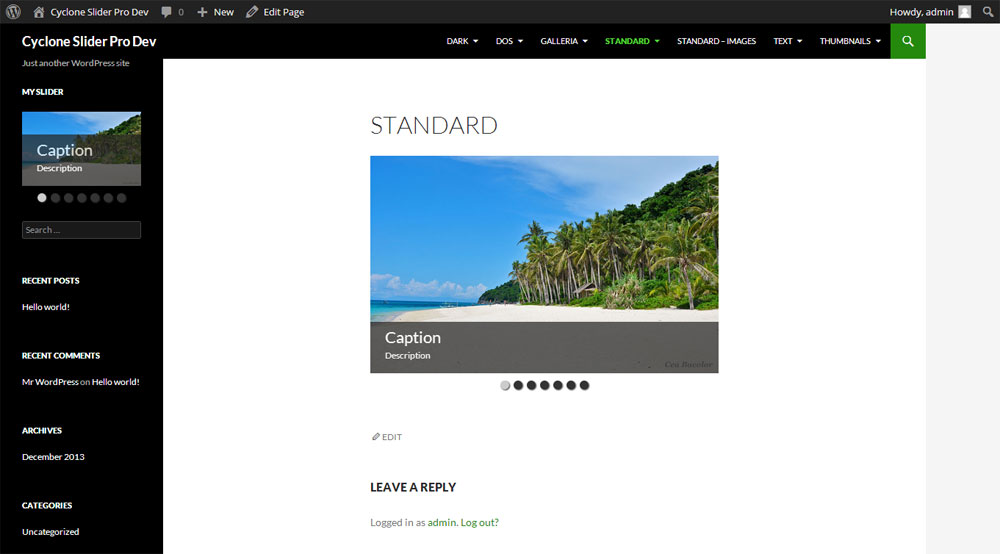 Cyclone Slider Pro Dev 0 New Edit Page Howdy, admin
Cyclone Slider Pro Dev
DARK DOS GALLERIA STANDARD STANDARD – IMAGES TEXT THUMBNAILS
Just another WordPress site
MY SLIDER
Caption
Description
Search ...
RECENT POSTS
Hello world!
RECENT COMMENTS
Mr WordPress on Hello world!
ARCHIVES
December 2013
CATEGORIES
Uncategorized
STANDARD
Caption
Description
EDIT
LEAVE A REPLY
Logged in as admin. Log out?